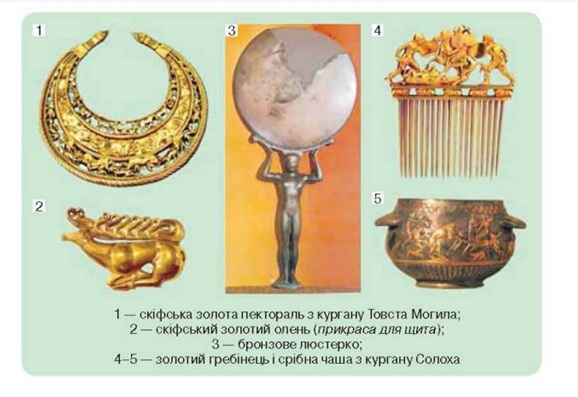 1
3
4
2
5
1 — скіфська золота пектораль з кургану Товста Могила;
2 — скіфський золотий олень (прикраса для щита);
3 — бронзове люстерко;
4–5 — золотий гребінець і срібна чаша з кургану Солоха